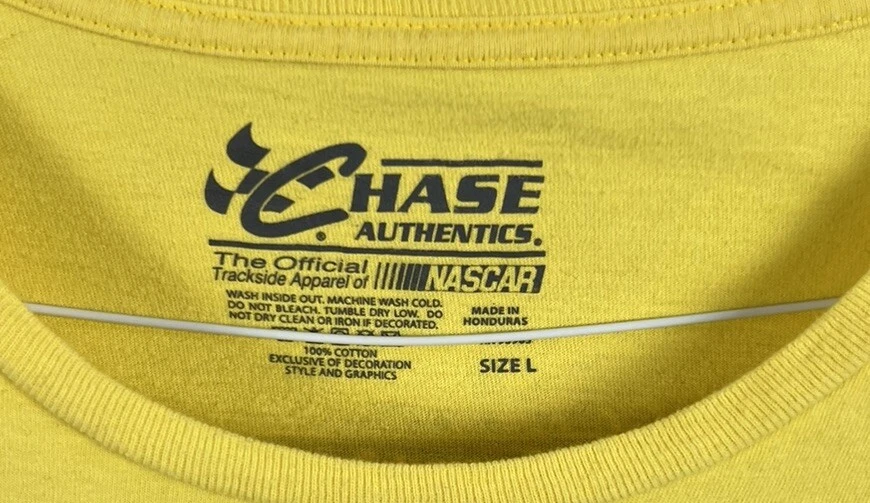 CHASE
AUTHENTICS.
The Official
Trackside Apparel of NASCAR
WASH INSIDE OUT. MACHINE WASH COLD.
DO NOT BLEACH. TUMBLE DRY LOW. DO
NOT DRY CLEAN OR IRON IF DECORATED.
MADE IN
HONDURAS
100% COTTON
EXCLUSIVE OF DECORATION
STYLE AND GRAPHICS
SIZE L